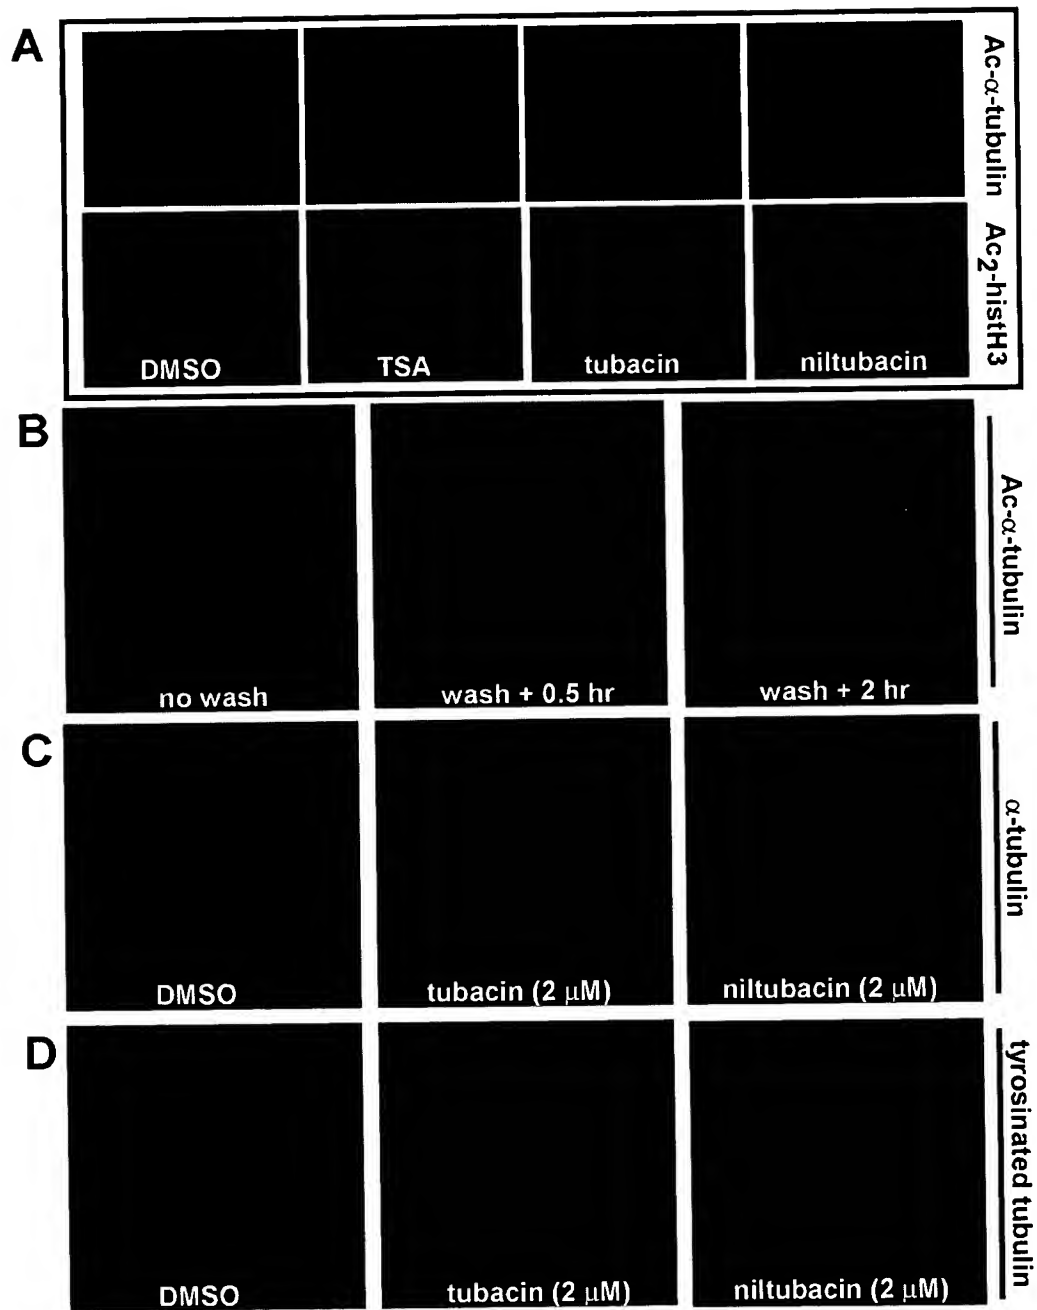 A
Ac-α-tubulin
Ac2-histH3
DMSO
TSA
tubacin
niltubacin
B
Ac-α-tubulin
no wash
wash + 0.5 hr
wash + 2 hr
C
α-tubulin
DMSO
tubacin (2 μM)
niltubacin (2 μM)
D
tyrosinated tubulin
DMSO
tubacin (2 μM)
niltubacin (2 μM)